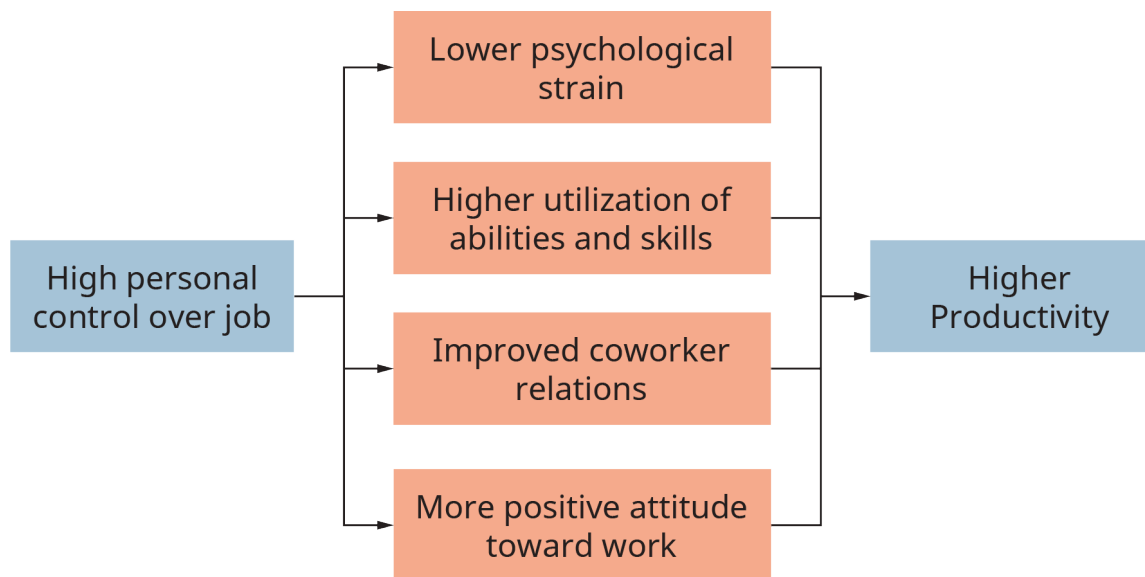 High personal
control over job
Lower psychological
strain
Higher utilization of
abilities and skills
Improved coworker
relations
More positive attitude
toward work
Higher
Productivity